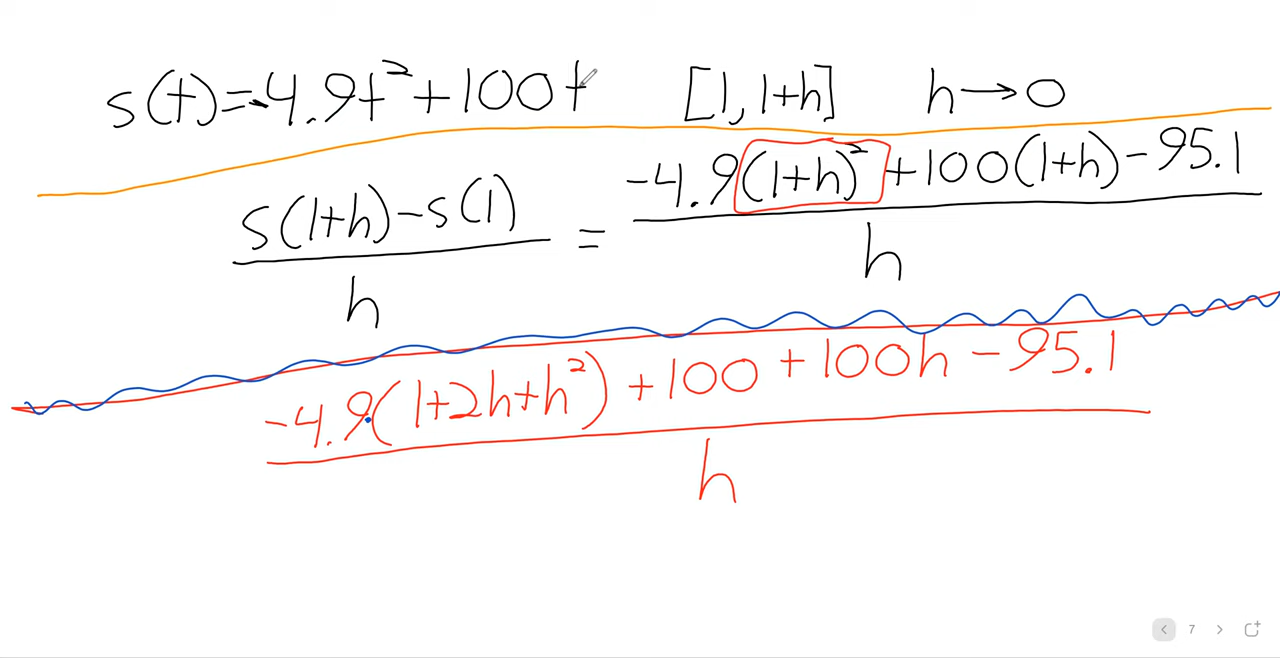 s(t)=-4.9t²+100t [1, 1+h] h→0
s(1+h)-s(1)/h = -4.9(1+h)²+100(1+h)-95.1/h
-4.9(1+2h+h²)+100+100h-95.1/h
7